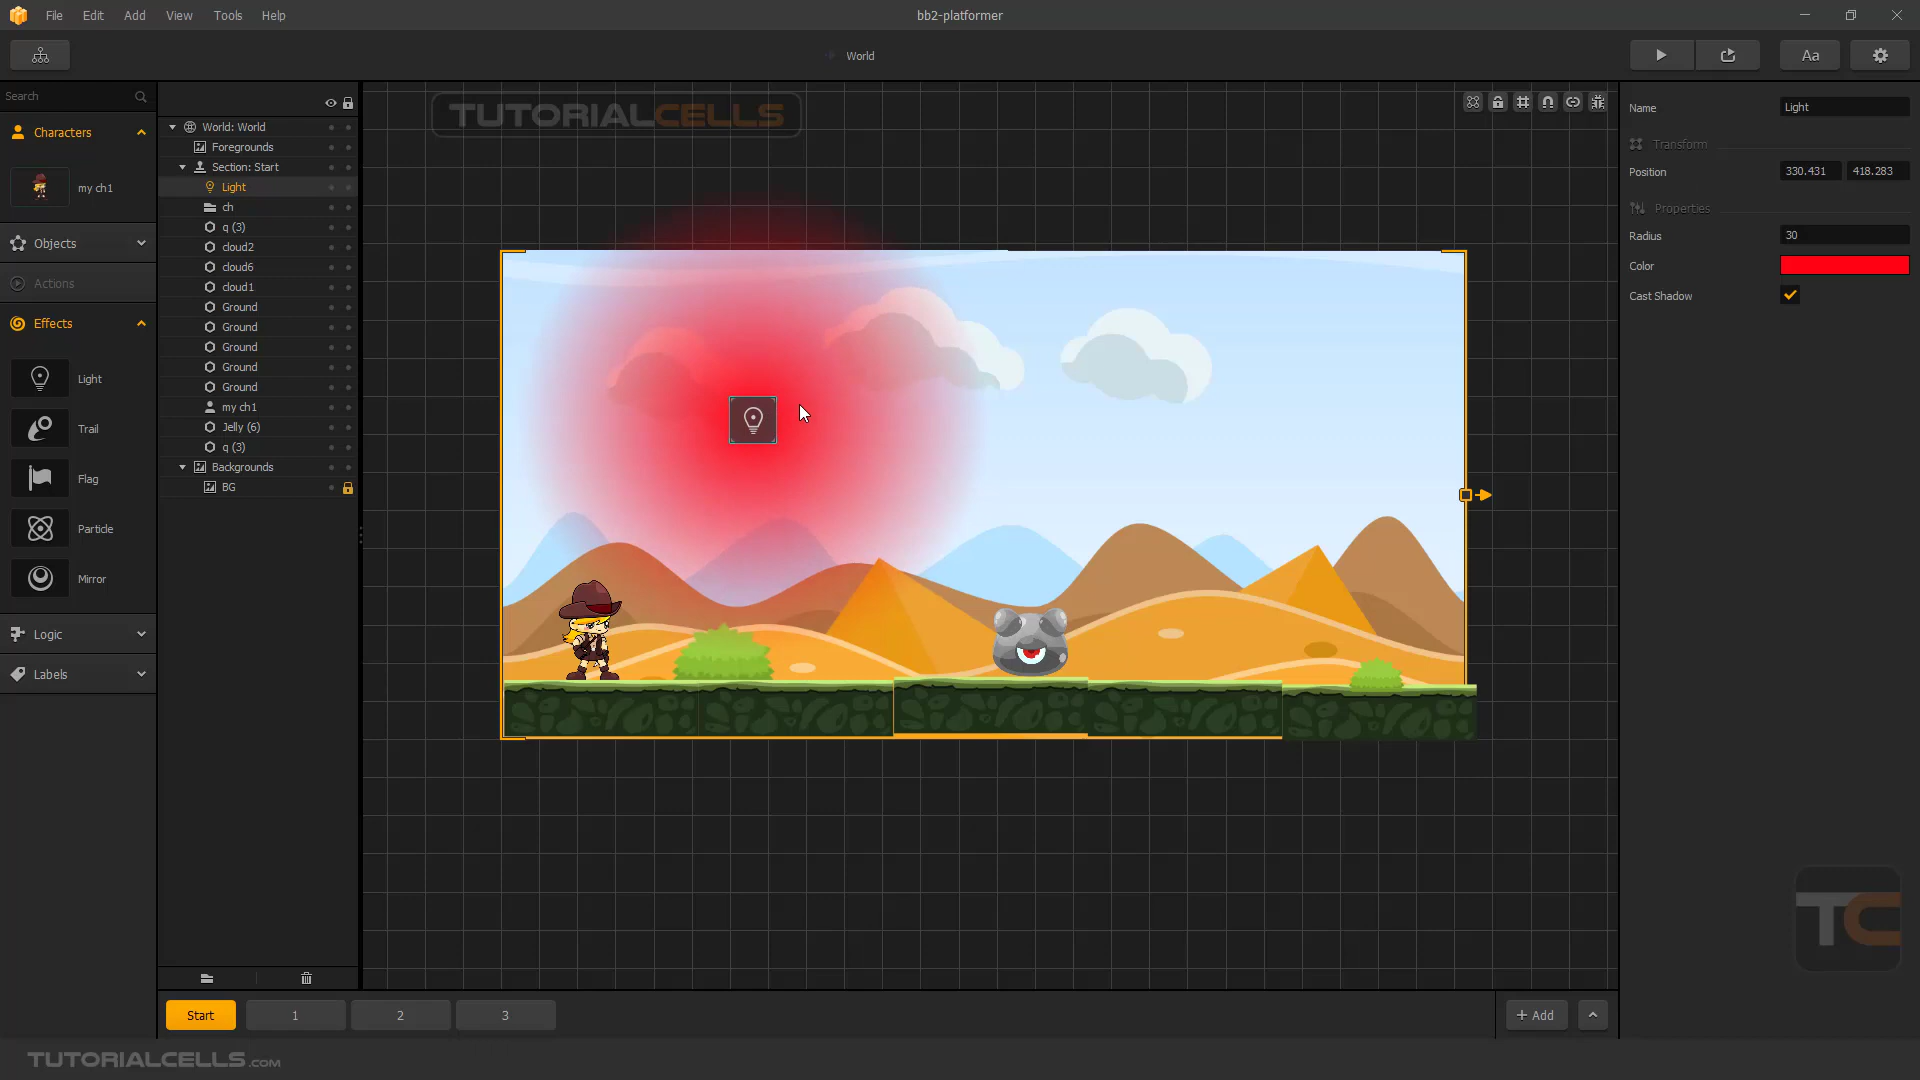 File Edit Add View Tools Help
bb2-platformer
World
Aa
Search
Characters
my ch1
Objects
Actions
Effects
Light
Trail
Flag
Particle
Mirror
Logic
Labels
World: World
Foregrounds
Section: Start
Light
ch
q (3)
cloud2
cloud6
cloud1
Ground
Ground
Ground
Ground
Ground
my ch1
Jelly (6)
q (3)
Backgrounds
BG
TUTORIALCELLS
Name Light
Transform
Position 330.431 418.283
Properties
Radius 30
Color
Cast Shadow
TC
Start 1 2 3
+ Add
TUTORIALCELLS.COM